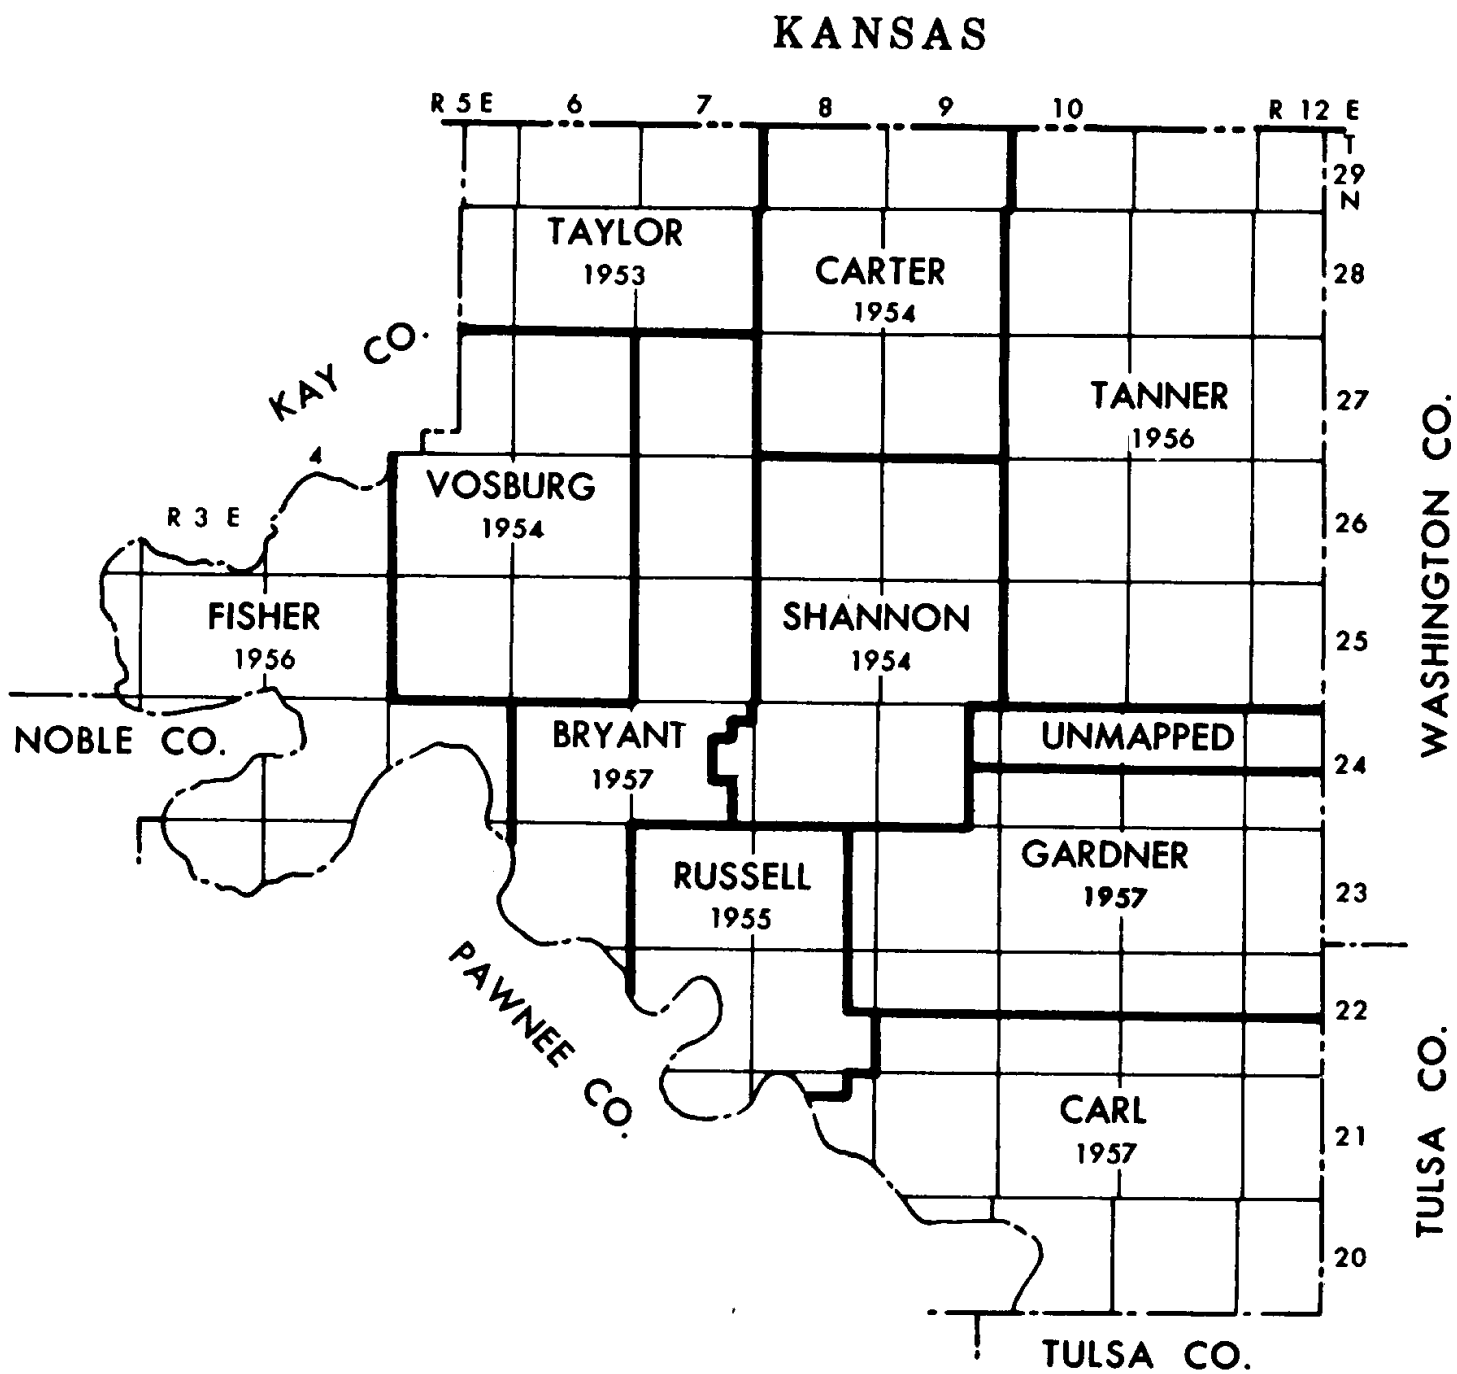 KANSAS
R 5 E 6 7 8 9 10 R 12 E
T
29
N
TAYLOR
1953
CARTER
1954
28
KAY CO.
TANNER
1956
27
4
VOSBURG
1954
R 3 E
26
WASHINGTON CO.
FISHER
1956
SHANNON
1954
25
NOBLE CO.
BRYANT
1957
UNMAPPED
24
GARDNER
1957
RUSSELL
1955
23
PAWNEE CO.
22
CARL
1957
21
TULSA CO.
20
TULSA CO.